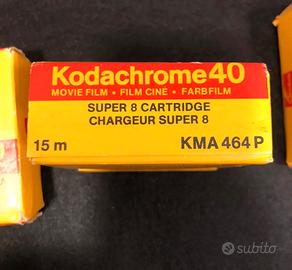 Kodachrome 40
MOVIE FILM • FILM CINÉ • FARBFILM
SUPER 8 CARTRIDGE
CHARGEUR SUPER 8
15 m KMA 464 P
subito